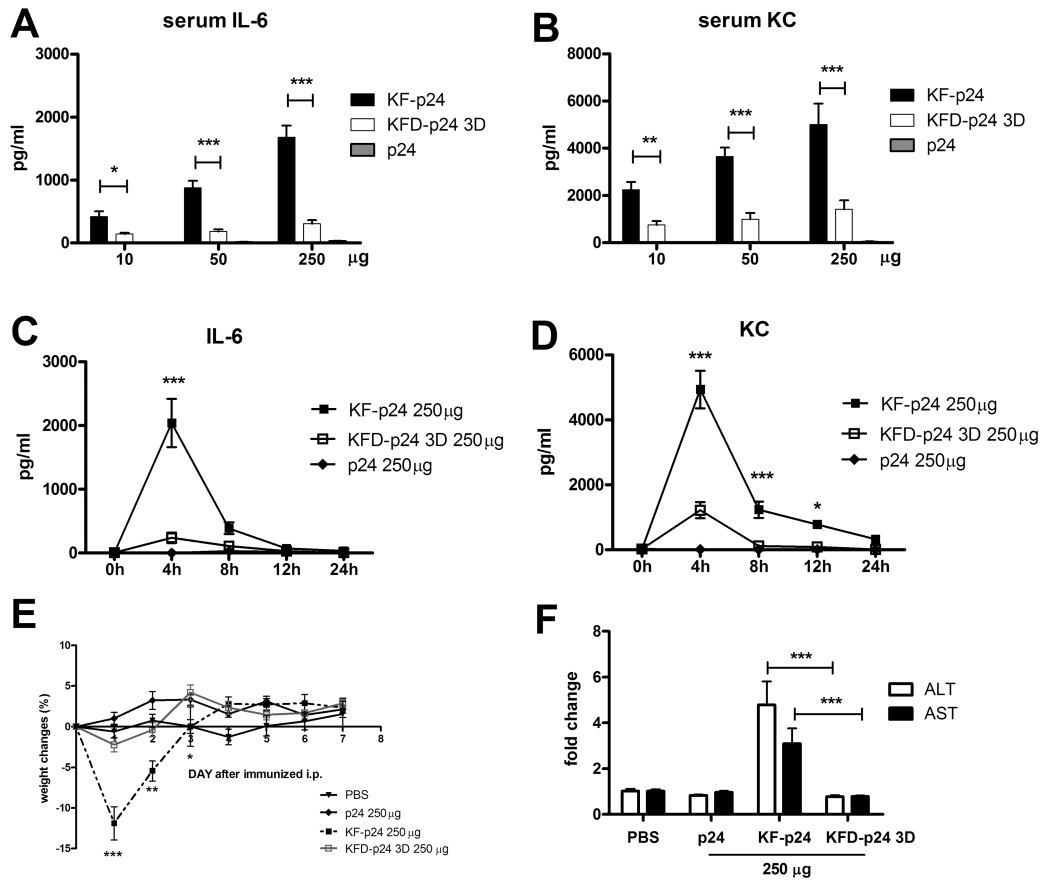 A
serum IL-6
3000
2000
1000
0
pg/ml
*
***
***
10
50
250
μg
KF-p24
KFD-p24 3D
p24
B
serum KC
8000
6000
4000
2000
0
pg/ml
**
***
***
10
50
250
μg
KF-p24
KFD-p24 3D
p24
C
IL-6
3000
2000
1000
0
pg/ml
***
0h
4h
8h
12h
24h
KF-p24 250μg
KFD-p24 3D 250μg
p24 250μg
D
KC
6000
4000
2000
0
pg/ml
***
***
*
0h
4h
8h
12h
24h
KF-p24 250μg
KFD-p24 3D 250μg
p24 250μg
E
10
5
0
-5
-10
-15
weight changes (%)
2
3
4
5
6
7
8
*
**
***
DAY after immunized i.p.
PBS
p24 250 μg
KF-p24 250 μg
KFD-p24 3D 250 μg
F
8
6
4
2
0
fold change
***
***
ALT
AST
PBS
p24
KF-p24
KFD-p24 3D
250 μg